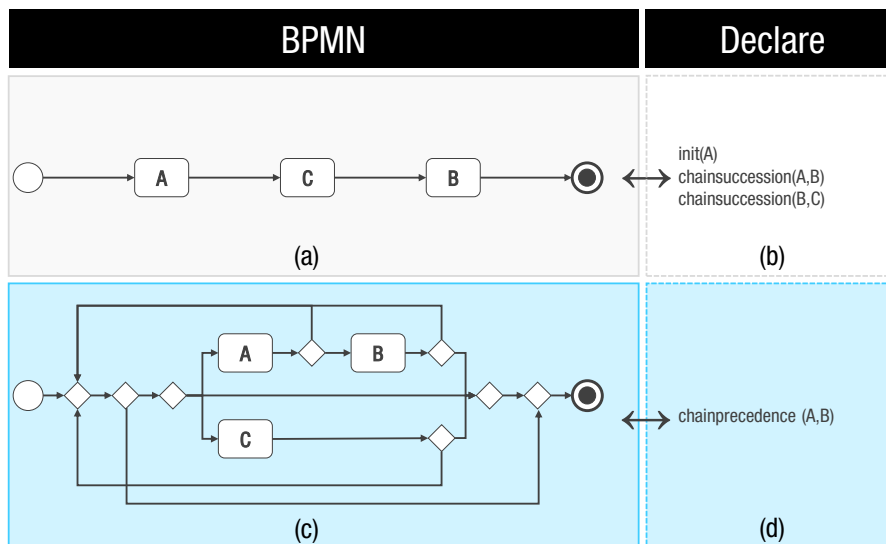 BPMN
Declare
A
C
B
init(A)
chainsuccession(A,B)
chainsuccession(B,C)
(a)
(b)
A
B
C
chainprecedence (A,B)
(c)
(d)